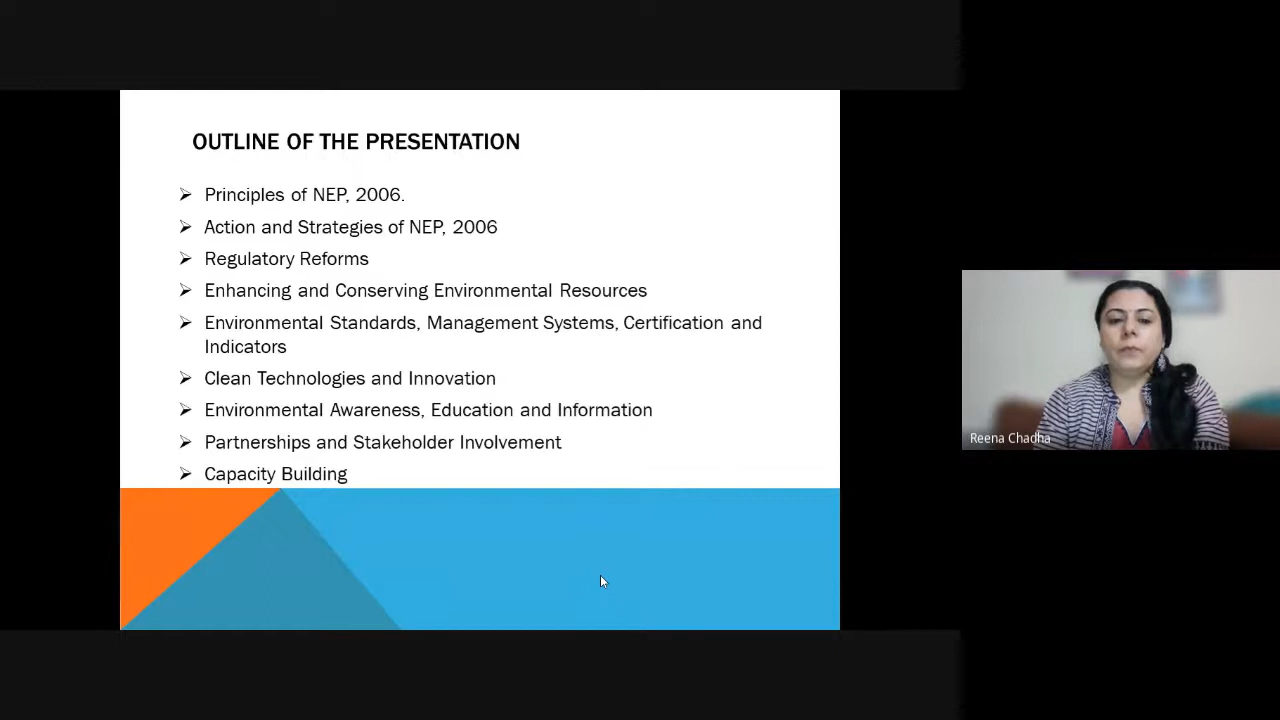 OUTLINE OF THE PRESENTATION
Principles of NEP, 2006.
Action and Strategies of NEP, 2006
Regulatory Reforms
Enhancing and Conserving Environmental Resources
Environmental Standards, Management Systems, Certification and
Indicators
Clean Technologies and Innovation
Environmental Awareness, Education and Information
Partnerships and Stakeholder Involvement
Capacity Building
Reena Chadha